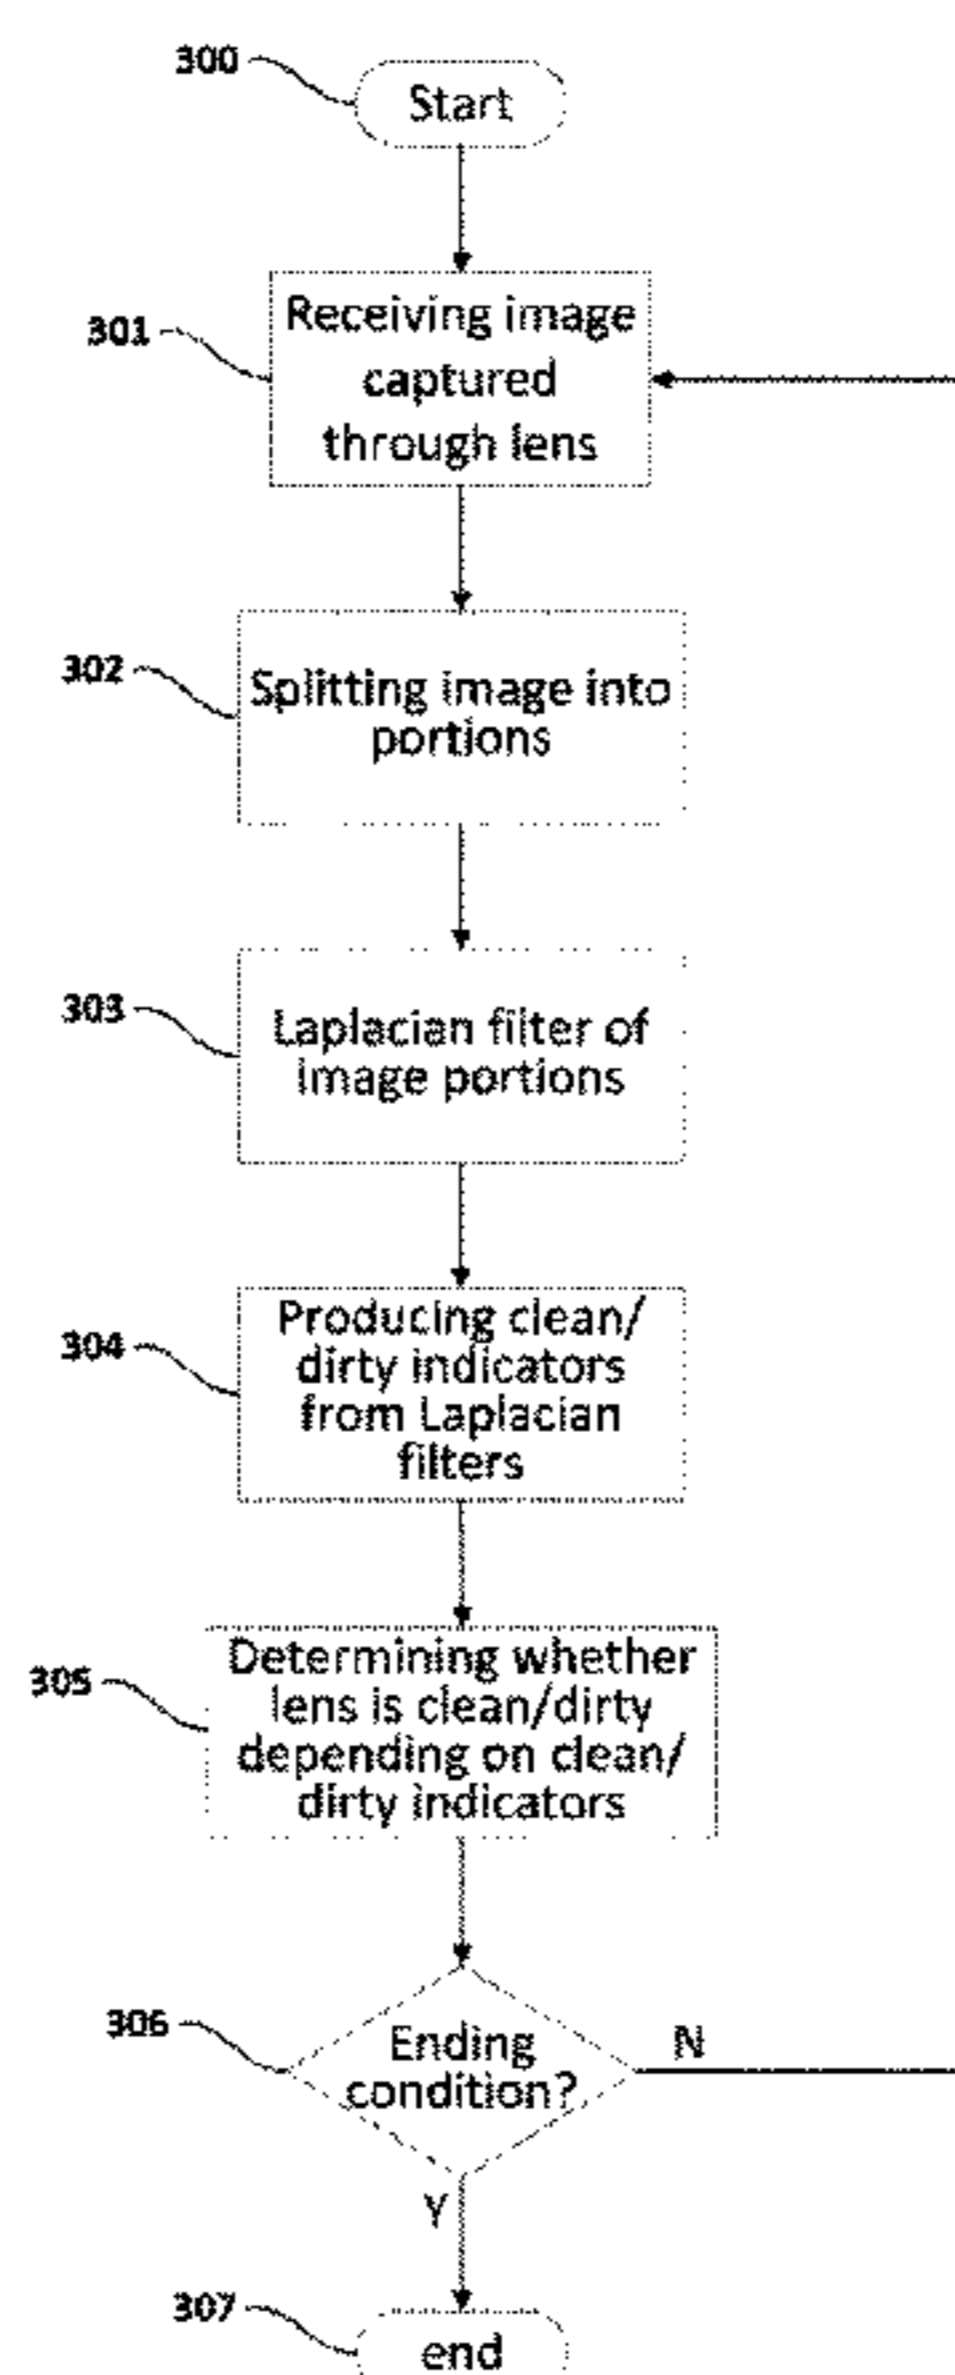 300
Start
301
Receiving image
captured
through lens
302
Splitting image into
portions
303
Laplacian filter of
image portions
304
Producing clean/
dirty indicators
from Laplacian
filters
305
Determining whether
lens is clean/dirty
depending on clean/
dirty indicators
306
Ending
condition?
N
Y
307
end